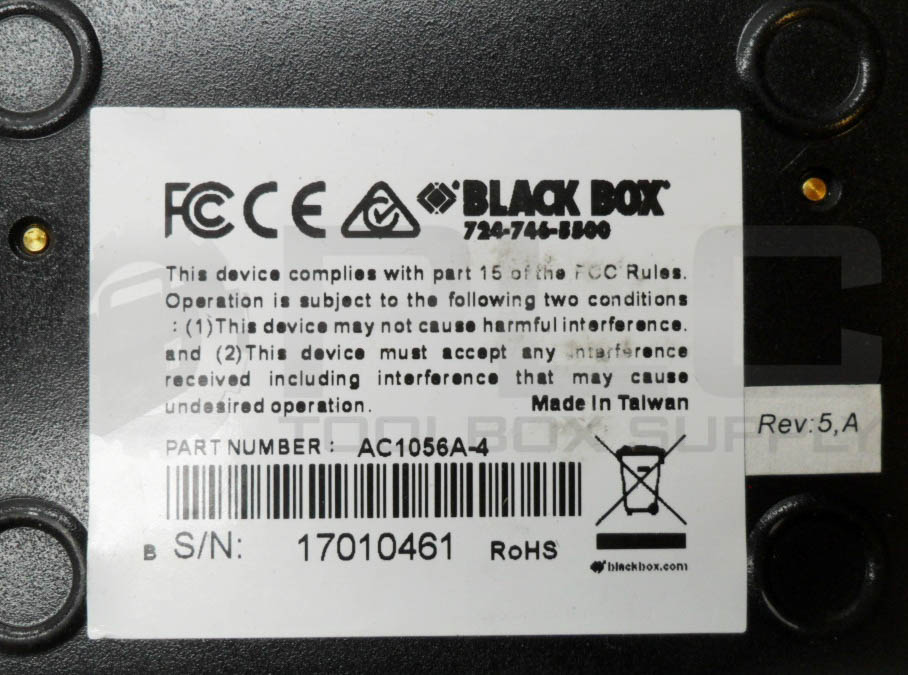 FC CE BLACK BOX
724-746-5500
This device complies with part 15 of the FCC Rules.
Operation is subject to the following two conditions
: (1)This device may not cause harmful interference.
and (2)This device must accept any interference
received including interference that may cause
undesired operation. Made In Taiwan
PART NUMBER : AC1056A-4
B S/N: 17010461 RoHS
blackbox.com
Rev:5,A
PLC
TOOLBOX SUPPLY